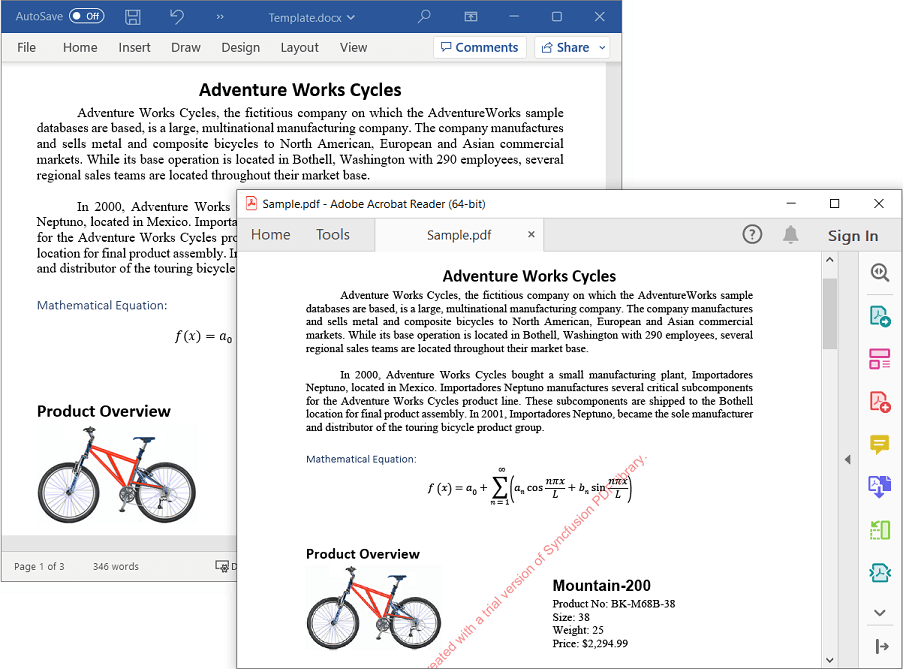 AutoSave Off Template.docx
File Home Insert Draw Design Layout View Comments Share
Adventure Works Cycles
Adventure Works Cycles, the fictitious company on which the AdventureWorks sample
databases are based, is a large, multinational manufacturing company. The company manufactures
and sells metal and composite bicycles to North American, European and Asian commercial
markets. While its base operation is located in Bothell, Washington with 290 employees, several
regional sales teams are located throughout their market base.
In 2000, Adventure Works
Neptuno, located in Mexico. Importa
for the Adventure Works pro
location for final product assembly. In
and distributor of the touring bicycle
Mathematical Equation:
f(x) = a₀
Product Overview
Page 1 of 3 346 words D
Sample.pdf - Adobe Acrobat Reader (64-bit)
Home Tools Sample.pdf × ? Sign In
Adventure Works Cycles
Adventure Works Cycles, the fictitious company on which the AdventureWorks sample
databases are based, is a large, multinational manufacturing company. The company manufactures
and sells metal and composite bicycles to North American, European and Asian commercial
markets. While its base operation is located in Bothell, Washington with 290 employees, several
regional sales teams are located throughout their market base.
In 2000, Adventure Works Cycles bought a small manufacturing plant, Importadores
Neptuno, located in Mexico. Importadores Neptuno manufactures several critical subcomponents
for the Adventure Works Cycles product line. These subcomponents are shipped to the Bothell
location for final product assembly. In 2001, Importadores Neptuno, became the sole manufacturer
and distributor of the touring bicycle product group.
Mathematical Equation:
f(x) = a₀ + ∑ₙ₌₁^∞ (aₙ cos nπx/L + bₙ sin nπx/L)
Product Overview
Mountain-200
Product No: BK-M68B-38
Size: 38
Weight: 25
Price: $2,294.99
eated with a trial version of Syncfusion PDF library.